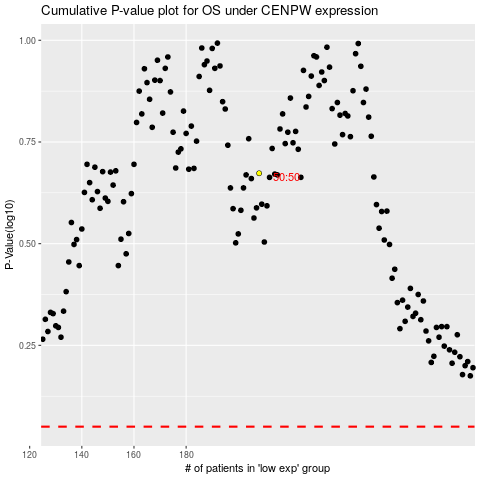 Cumulative P-value plot for OS under CENPW expression
P-Value(log10)
1.00
0.75
0.50
0.25
50:50
120 140 160 180
# of patients in 'low exp' group